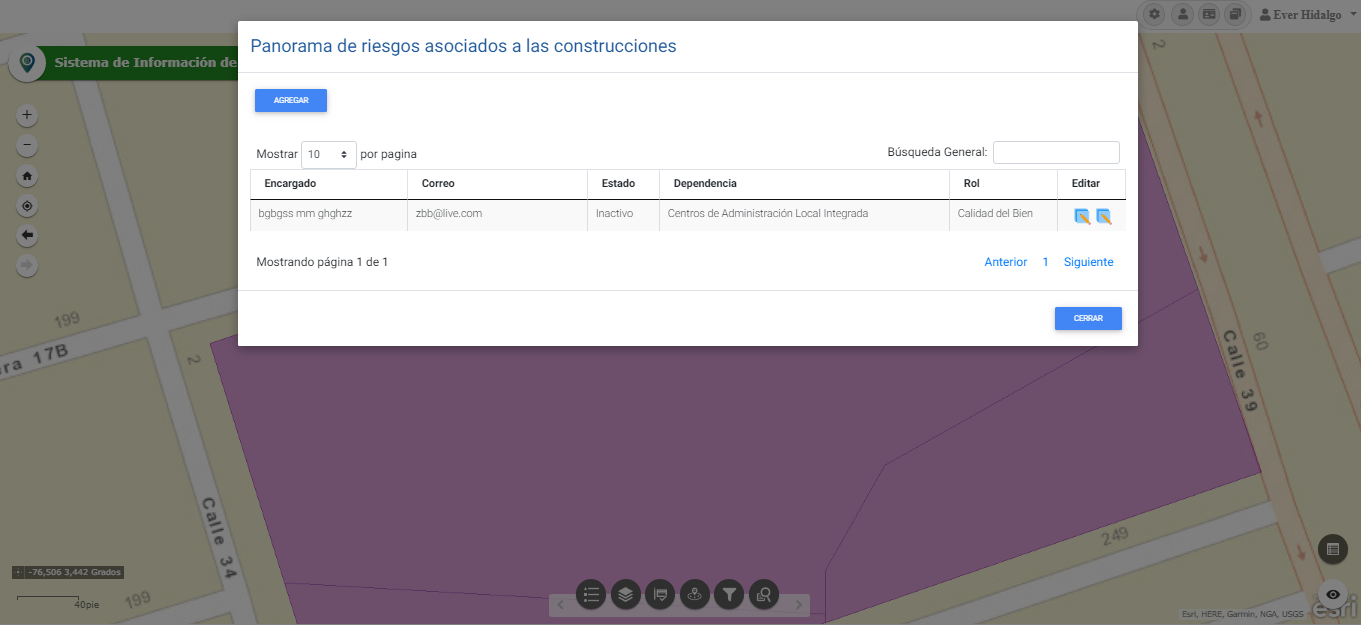 Ever Hidalgo
Panorama de riesgos asociados a las construcciones
Sistema de Información de
AGREGAR
Mostrar 10 por pagina
Búsqueda General:
Encargado Correo Estado Dependencia Rol Editar
bgbgss mm ghghzz zbb@live.com Inactivo Centros de Administración Local Integrada Calidad del Bien
Mostrando página 1 de 1
Anterior 1 Siguiente
CERRAR
2
199
ra 17B
2
Calle 39
60
Calle 34
249
199
-76,506 3,442 Grados
40pie
Esri, HERE, Garmin, NGA, USGS
esri